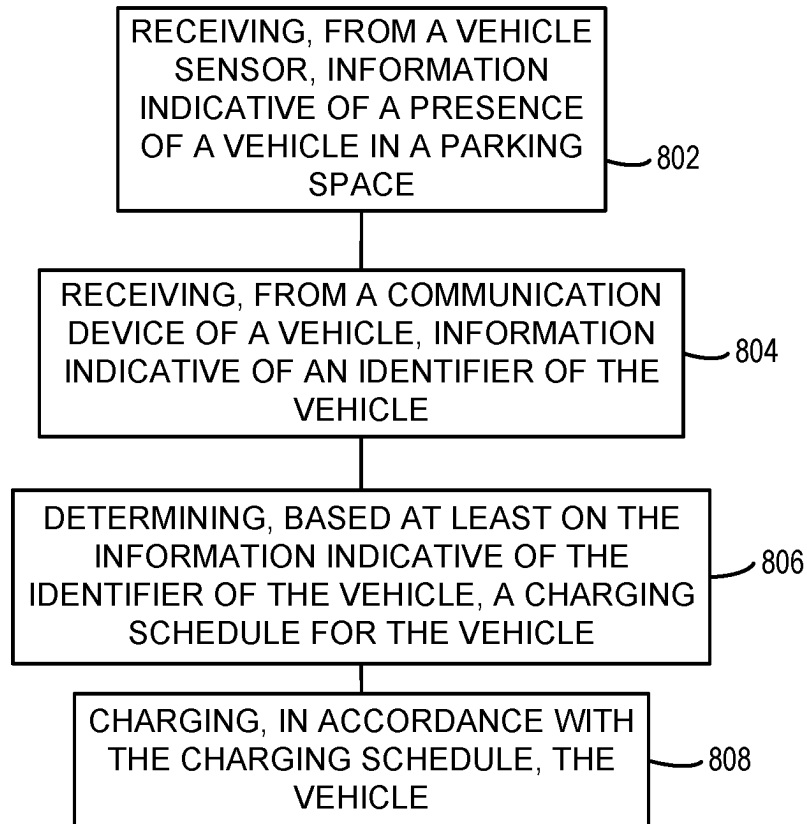 RECEIVING, FROM A VEHICLE
SENSOR, INFORMATION
INDICATIVE OF A PRESENCE
OF A VEHICLE IN A PARKING
SPACE
802
RECEIVING, FROM A COMMUNICATION
DEVICE OF A VEHICLE, INFORMATION
INDICATIVE OF AN IDENTIFIER OF THE
VEHICLE
804
DETERMINING, BASED AT LEAST ON THE
INFORMATION INDICATIVE OF THE
IDENTIFIER OF THE VEHICLE, A CHARGING
SCHEDULE FOR THE VEHICLE
806
CHARGING, IN ACCORDANCE WITH
THE CHARGING SCHEDULE, THE
VEHICLE
808